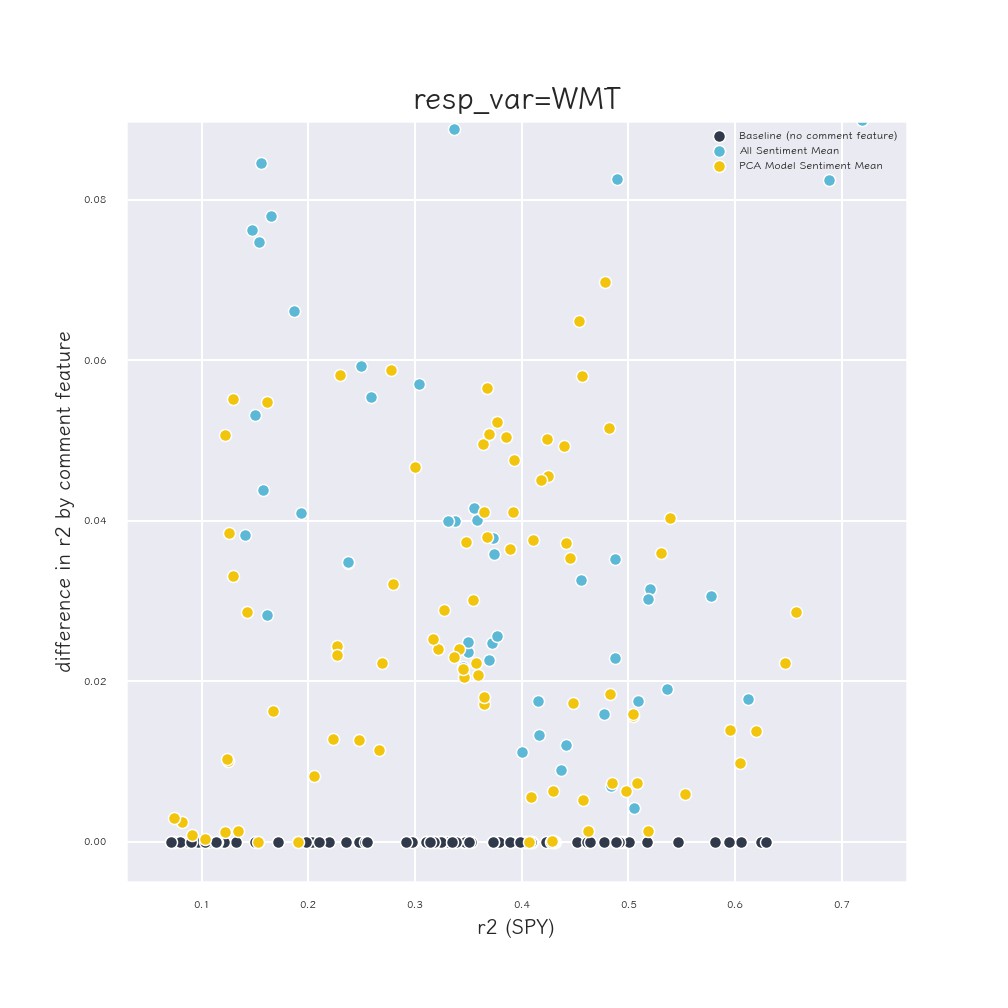 resp_var=WMT
Baseline (no comment feature)
All Sentiment Mean
PCA Model Sentiment Mean
difference in r2 by comment feature
0.08
0.06
0.04
0.02
0.00
0.1 0.2 0.3 0.4 0.5 0.6 0.7
r2 (SPY)